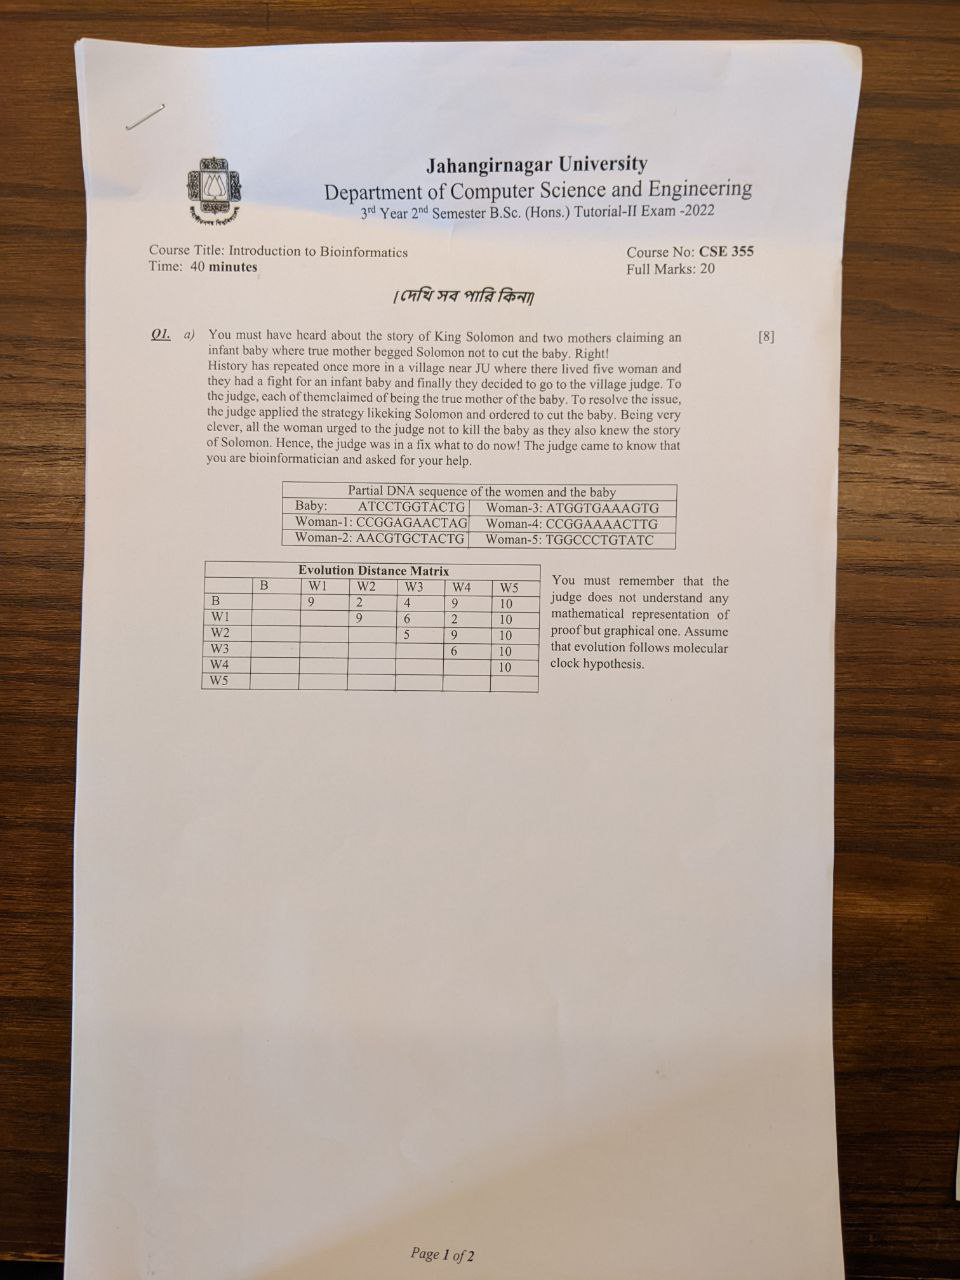 Jahangirnagar University
Department of Computer Science and Engineering
3rd Year 2nd Semester B.Sc. (Hons.) Tutorial-II Exam -2022
Course Title: Introduction to Bioinformatics Course No: CSE 355
Time: 40 minutes Full Marks: 20
[দেখি সব পারি কিনা]
Q1. a) You must have heard about the story of King Solomon and two mothers claiming an [8]
infant baby where true mother begged Solomon not to cut the baby. Right!
History has repeated once more in a village near JU where there lived five woman and
they had a fight for an infant baby and finally they decided to go to the village judge. To
the judge, each of themclaimed of being the true mother of the baby. To resolve the issue,
the judge applied the strategy likeking Solomon and ordered to cut the baby. Being very
clever, all the woman urged to the judge not to kill the baby as they also knew the story
of Solomon. Hence, the judge was in a fix what to do now! The judge came to know that
you are bioinformatician and asked for your help.
Partial DNA sequence of the women and the baby
Baby: ATCCTGGTACTG Woman-3: ATGGTGAAAGTG
Woman-1: CCGGAGAACTAG Woman-4: CCGGAAAACTTG
Woman-2: AACGTGCTACTG Woman-5: TGGCCCTGTATC
Evolution Distance Matrix
B W1 W2 W3 W4 W5
B 9 2 4 9 10
W1 9 6 2 10
W2 5 9 10
W3 6 10
W4 10
W5
You must remember that the
judge does not understand any
mathematical representation of
proof but graphical one. Assume
that evolution follows molecular
clock hypothesis.
Page 1 of 2